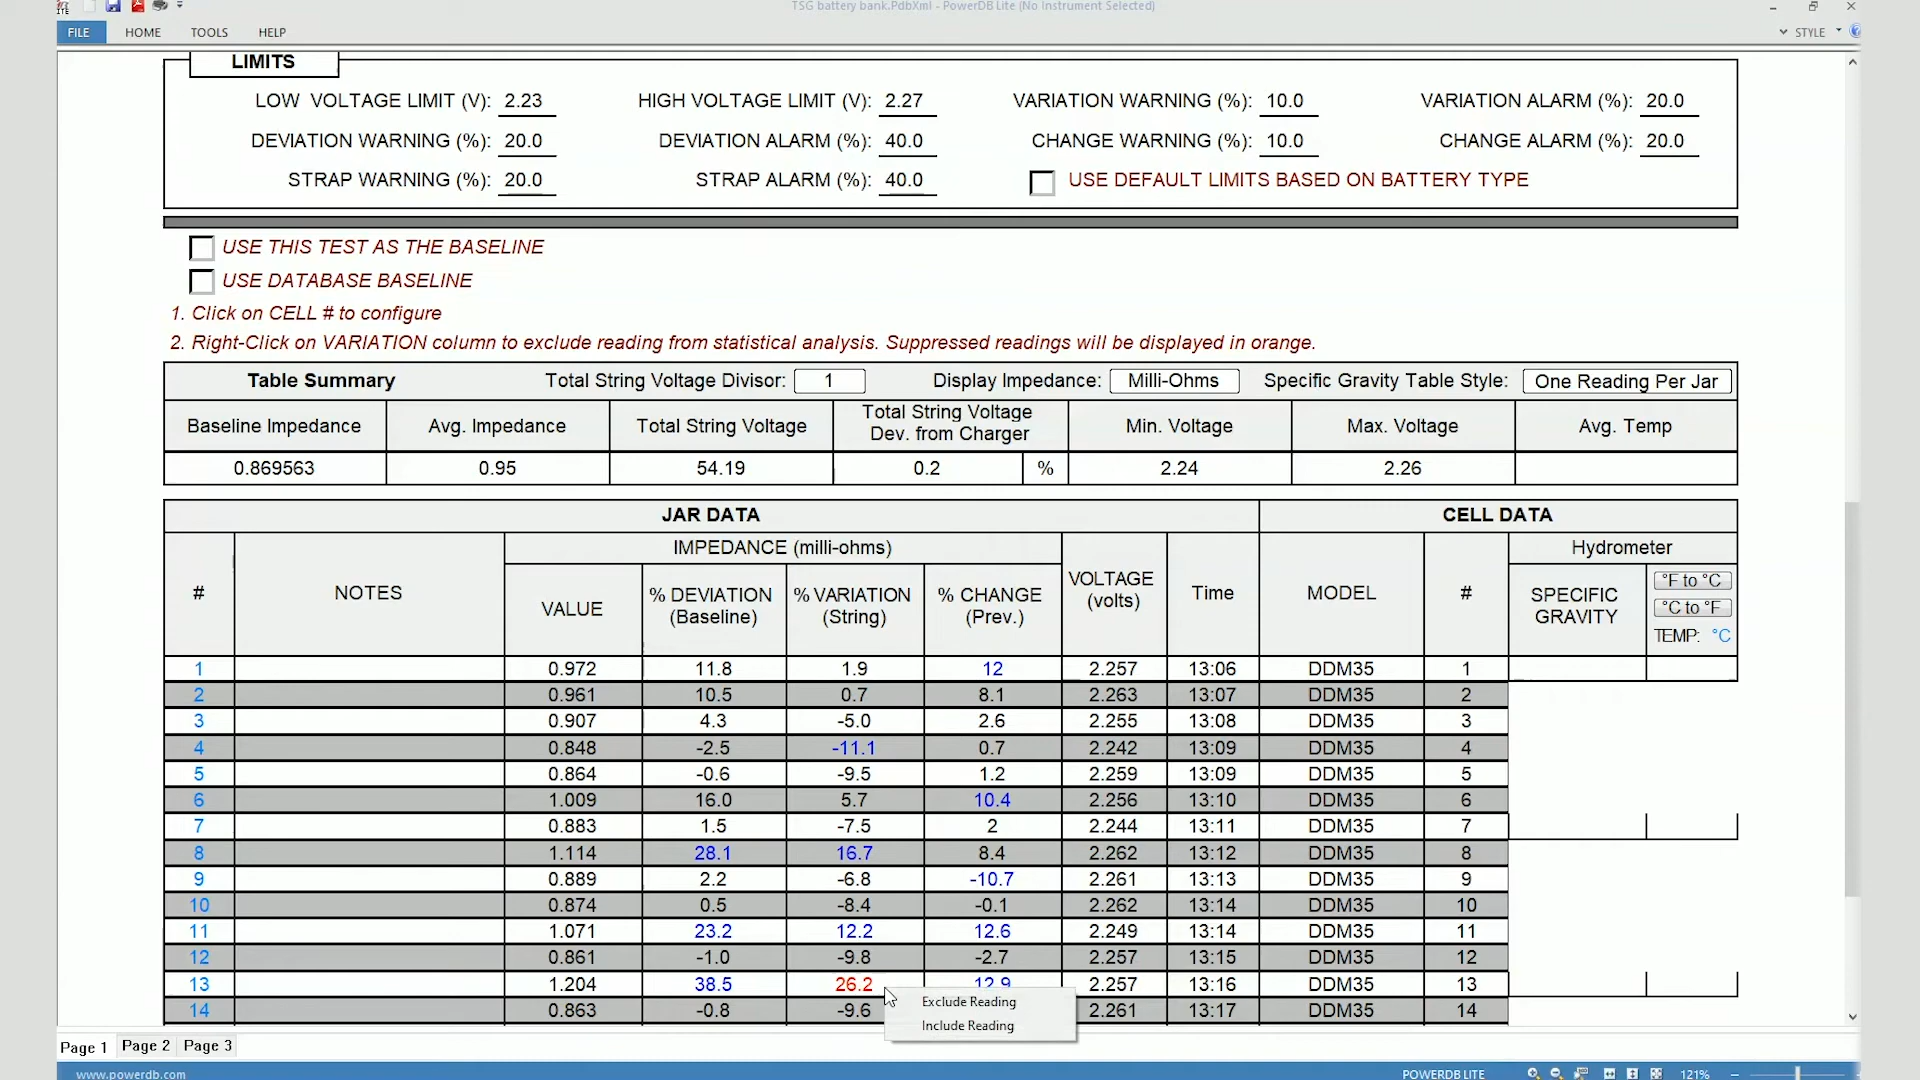 TSG battery bank.PdbXml - PowerDB Lite (No Instrument Selected)
FILE HOME TOOLS HELP STYLE
LIMITS
LOW VOLTAGE LIMIT (V): 2.23 HIGH VOLTAGE LIMIT (V): 2.27 VARIATION WARNING (%): 10.0 VARIATION ALARM (%): 20.0
DEVIATION WARNING (%): 20.0 DEVIATION ALARM (%): 40.0 CHANGE WARNING (%): 10.0 CHANGE ALARM (%): 20.0
STRAP WARNING (%): 20.0 STRAP ALARM (%): 40.0 USE DEFAULT LIMITS BASED ON BATTERY TYPE
USE THIS TEST AS THE BASELINE
USE DATABASE BASELINE
1. Click on CELL # to configure
2. Right-Click on VARIATION column to exclude reading from statistical analysis. Suppressed readings will be displayed in orange.
Table Summary Total String Voltage Divisor: 1 Display Impedance: Milli-Ohms Specific Gravity Table Style: One Reading Per Jar
Baseline Impedance Avg. Impedance Total String Voltage Total String Voltage Dev. from Charger Min. Voltage Max. Voltage Avg. Temp
0.869563 0.95 54.19 0.2 % 2.24 2.26
JAR DATA CELL DATA
# NOTES IMPEDANCE (milli-ohms) VOLTAGE (volts) Time MODEL # Hydrometer
VALUE % DEVIATION (Baseline) % VARIATION (String) % CHANGE (Prev.) SPECIFIC GRAVITY °F to °C
°C to °F
TEMP: °C
1 0.972 11.8 1.9 12 2.257 13:06 DDM35 1
2 0.961 10.5 0.7 8.1 2.263 13:07 DDM35 2
3 0.907 4.3 -5.0 2.6 2.255 13:08 DDM35 3
4 0.848 -2.5 -11.1 0.7 2.242 13:09 DDM35 4
5 0.864 -0.6 -9.5 1.2 2.259 13:09 DDM35 5
6 1.009 16.0 5.7 10.4 2.256 13:10 DDM35 6
7 0.883 1.5 -7.5 2 2.244 13:11 DDM35 7
8 1.114 28.1 16.7 8.4 2.262 13:12 DDM35 8
9 0.889 2.2 -6.8 -10.7 2.261 13:13 DDM35 9
10 0.874 0.5 -8.4 -0.1 2.262 13:14 DDM35 10
11 1.071 23.2 12.2 12.6 2.249 13:14 DDM35 11
12 0.861 -1.0 -9.8 -2.7 2.257 13:15 DDM35 12
13 1.204 38.5 26.2 12.9 2.257 13:16 DDM35 13
14 0.863 -0.8 -9.6 2.261 13:17 DDM35 14
Exclude Reading
Include Reading
Page 1 Page 2 Page 3
www.powerdb.com POWERDB LITE 121%